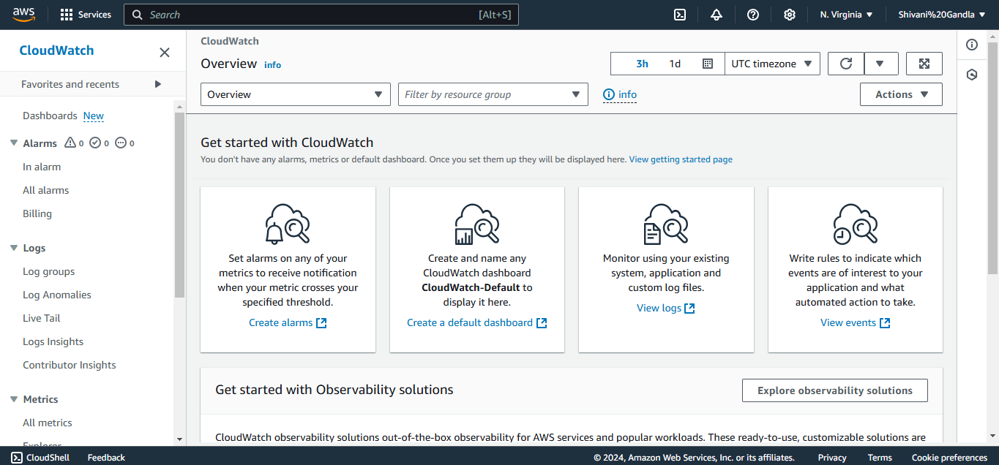 aws
Services
Search
[Alt+S]
N. Virginia
Shivani%20Gandla
CloudWatch
Favorites and recents
Dashboards New
Alarms 0 0 0
In alarm
All alarms
Billing
Logs
Log groups
Log Anomalies
Live Tail
Logs Insights
Contributor Insights
Metrics
All metrics
Explorer
CloudWatch
Overview info
3h 1d UTC timezone
Overview
Filter by resource group
info
Actions
Get started with CloudWatch
You don't have any alarms, metrics or default dashboard. Once you set them up they will be displayed here. View getting started page
Set alarms on any of your
metrics to receive notification
when your metric crosses your
specified threshold.
Create alarms
Create and name any
CloudWatch dashboard
CloudWatch-Default to
display it here.
Create a default dashboard
Monitor using your existing
system, application and
custom log files.
View logs
Write rules to indicate which
events are of interest to your
application and what
automated action to take.
View events
Get started with Observability solutions
Explore observability solutions
CloudWatch observability solutions out-of-the-box observability for AWS services and popular workloads. These ready-to-use, customizable solutions are
CloudShell
Feedback
© 2024, Amazon Web Services, Inc. or its affiliates.
Privacy
Terms
Cookie preferences